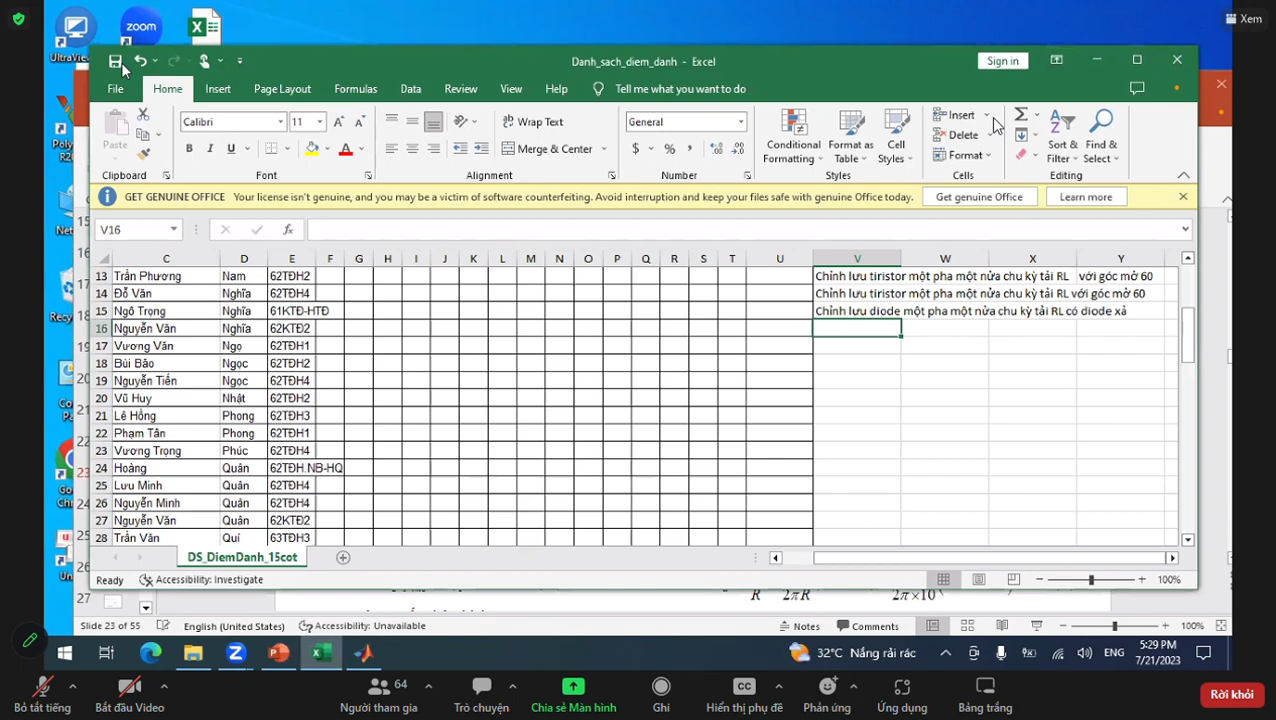 Xem
UltraView
zoom
Danh_sach_diem_danh - Excel
Sign in
File Home Insert Page Layout Formulas Data Review View Help Tell me what you want to do
Paste
Calibri 11
B I U
Wrap Text
Merge & Center
General
$ % ,
Conditional Formatting
Format as Table
Cell Styles
Insert
Delete
Format
Sort & Filter
Find & Select
Clipboard Font Alignment Number Styles Cells Editing
GET GENUINE OFFICE Your license isn't genuine, and you may be a victim of software counterfeiting. Avoid interruption and keep your files safe with genuine Office today. Get genuine Office Learn more
V16 fx
C D E F G H I J K L M N O P Q R S T U V W X Y
13 Trần Phương Nam 62TĐH2 Chỉnh lưu tiristor một pha một nửa chu kỳ tải RL với góc mở 60
14 Đỗ Văn Nghĩa 62TĐH4 Chỉnh lưu tiristor một pha một nửa chu kỳ tải RL với góc mở 60
15 Ngô Trọng Nghĩa 61KTĐ-HTĐ Chỉnh lưu diode một pha một nửa chu kỳ tải RL có diode xả
16 Nguyễn Văn Nghĩa 62KTĐ2
17 Vương Văn Ngọ 62TĐH1
18 Bùi Bảo Ngọc 62TĐH2
19 Nguyễn Tiến Ngọc 62TĐH4
20 Vũ Huy Nhật 62TĐH2
21 Lê Hồng Phong 62TĐH3
22 Phạm Tân Phong 62TĐH1
23 Vương Trọng Phúc 62TĐH4
24 Hoàng Quân 62TĐH.NB-HQ
25 Lưu Minh Quân 62TĐH4
26 Nguyễn Minh Quân 62TĐH4
27 Nguyễn Văn Quân 62KTĐ2
28 Trần Văn Quí 63TĐH3
DS_DiemDanh_15cot
Ready Accessibility: Investigate 100%
27
R 2πR 2π×10
Slide 23 of 55 English (United States) Accessibility: Unavailable Notes Comments 100%
32°C Nắng rải rác ENG 5:29 PM 7/21/2023
64
Bỏ tắt tiếng Bắt đầu Video Người tham gia Trò chuyện Chia sẻ Màn hình Ghi Hiển thị phụ đề Phản ứng Ứng dụng Bảng trắng Rời khỏi